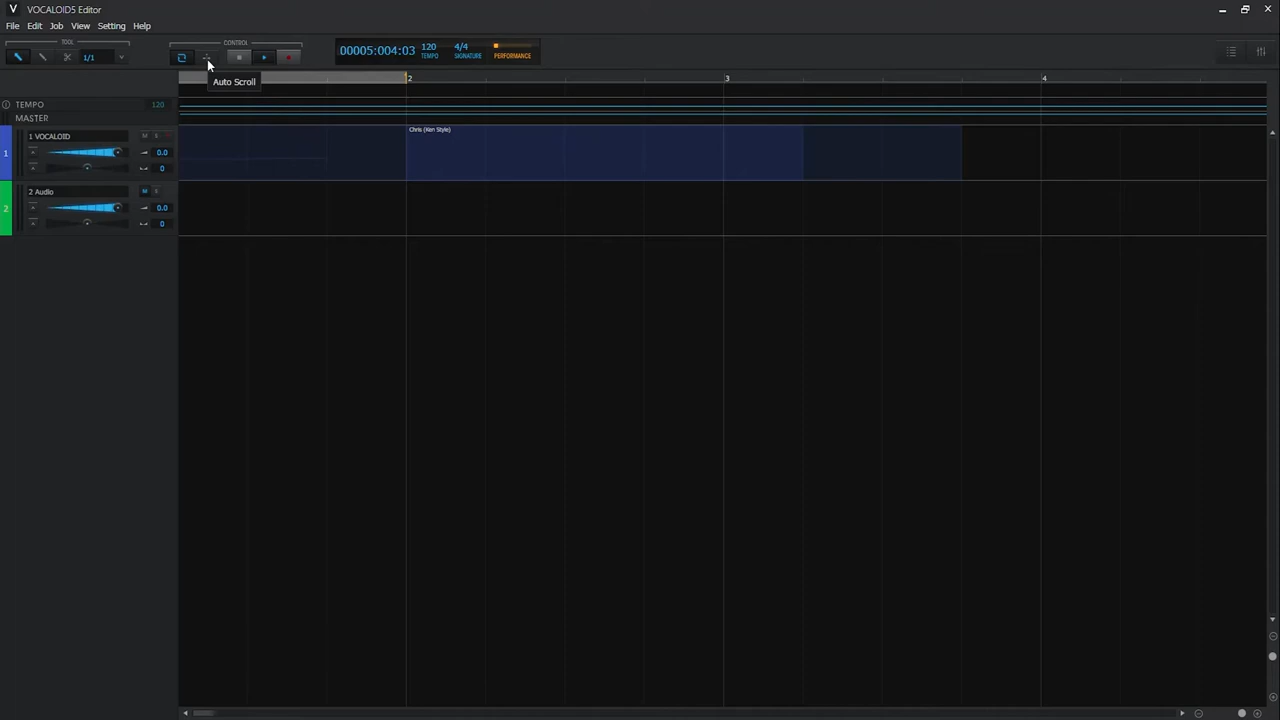 VOCALOID5 Editor
File Edit Job View Setting Help
TOOL
CONTROL
1/1
00005:004:03
120
TEMPO
4/4
SIGNATURE
PERFORMANCE
Auto Scroll
2 3 4
TEMPO 120
MASTER
1
1 VOCALOID M S
0.0
0
Chris (Ken Style)
2
2 Audio M S
0.0
0